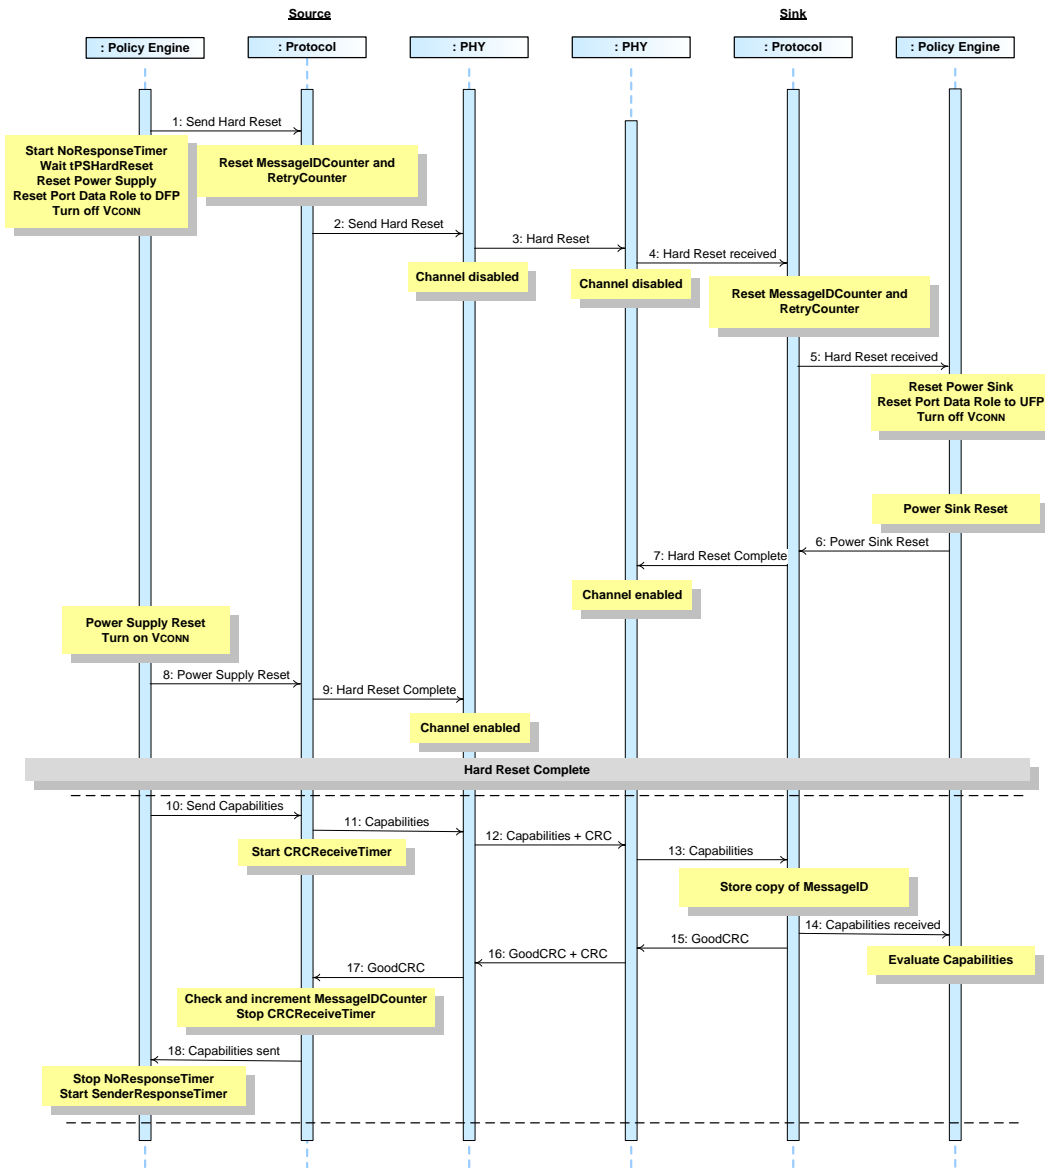 Source
Sink
: Policy Engine
: Protocol
: PHY
: PHY
: Protocol
: Policy Engine
1: Send Hard Reset
Start NoResponseTimer
Wait tPSHardReset
Reset Power Supply
Reset Port Data Role to DFP
Turn off VCONN
Reset MessageIDCounter and
RetryCounter
2: Send Hard Reset
3: Hard Reset
4: Hard Reset received
Channel disabled
Channel disabled
Reset MessageIDCounter and
RetryCounter
5: Hard Reset received
Reset Power Sink
Reset Port Data Role to UFP
Turn off VCONN
Power Sink Reset
6: Power Sink Reset
7: Hard Reset Complete
Channel enabled
Power Supply Reset
Turn on VCONN
8: Power Supply Reset
9: Hard Reset Complete
Channel enabled
Hard Reset Complete
10: Send Capabilities
11: Capabilities
12: Capabilities + CRC
Start CRCReceiveTimer
13: Capabilities
Store copy of MessageID
14: Capabilities received
15: GoodCRC
16: GoodCRC + CRC
Evaluate Capabilities
17: GoodCRC
Check and increment MessageIDCounter
Stop CRCReceiveTimer
18: Capabilities sent
Stop NoResponseTimer
Start SenderResponseTimer